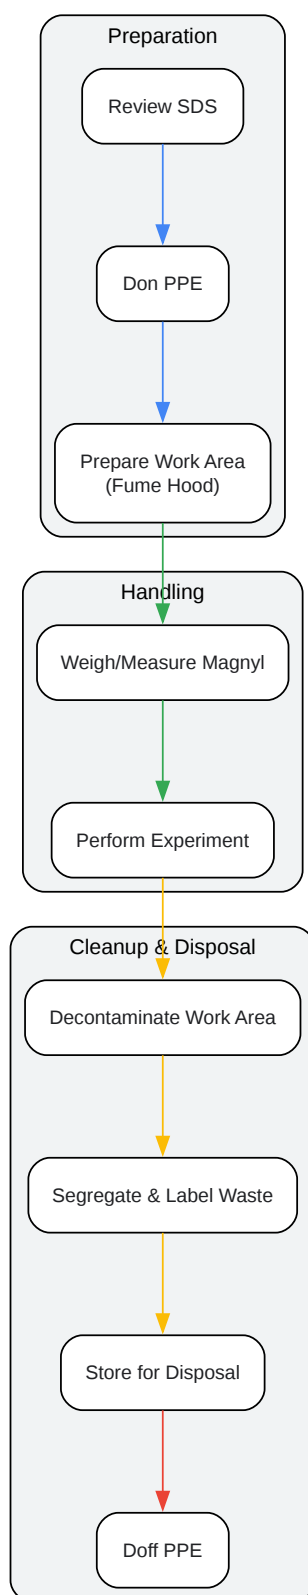 Preparation
Review SDS
Don PPE
Prepare Work Area
(Fume Hood)
Handling
Weigh/Measure Magnyl
Perform Experiment
Cleanup & Disposal
Decontaminate Work Area
Segregate & Label Waste
Store for Disposal
Doff PPE